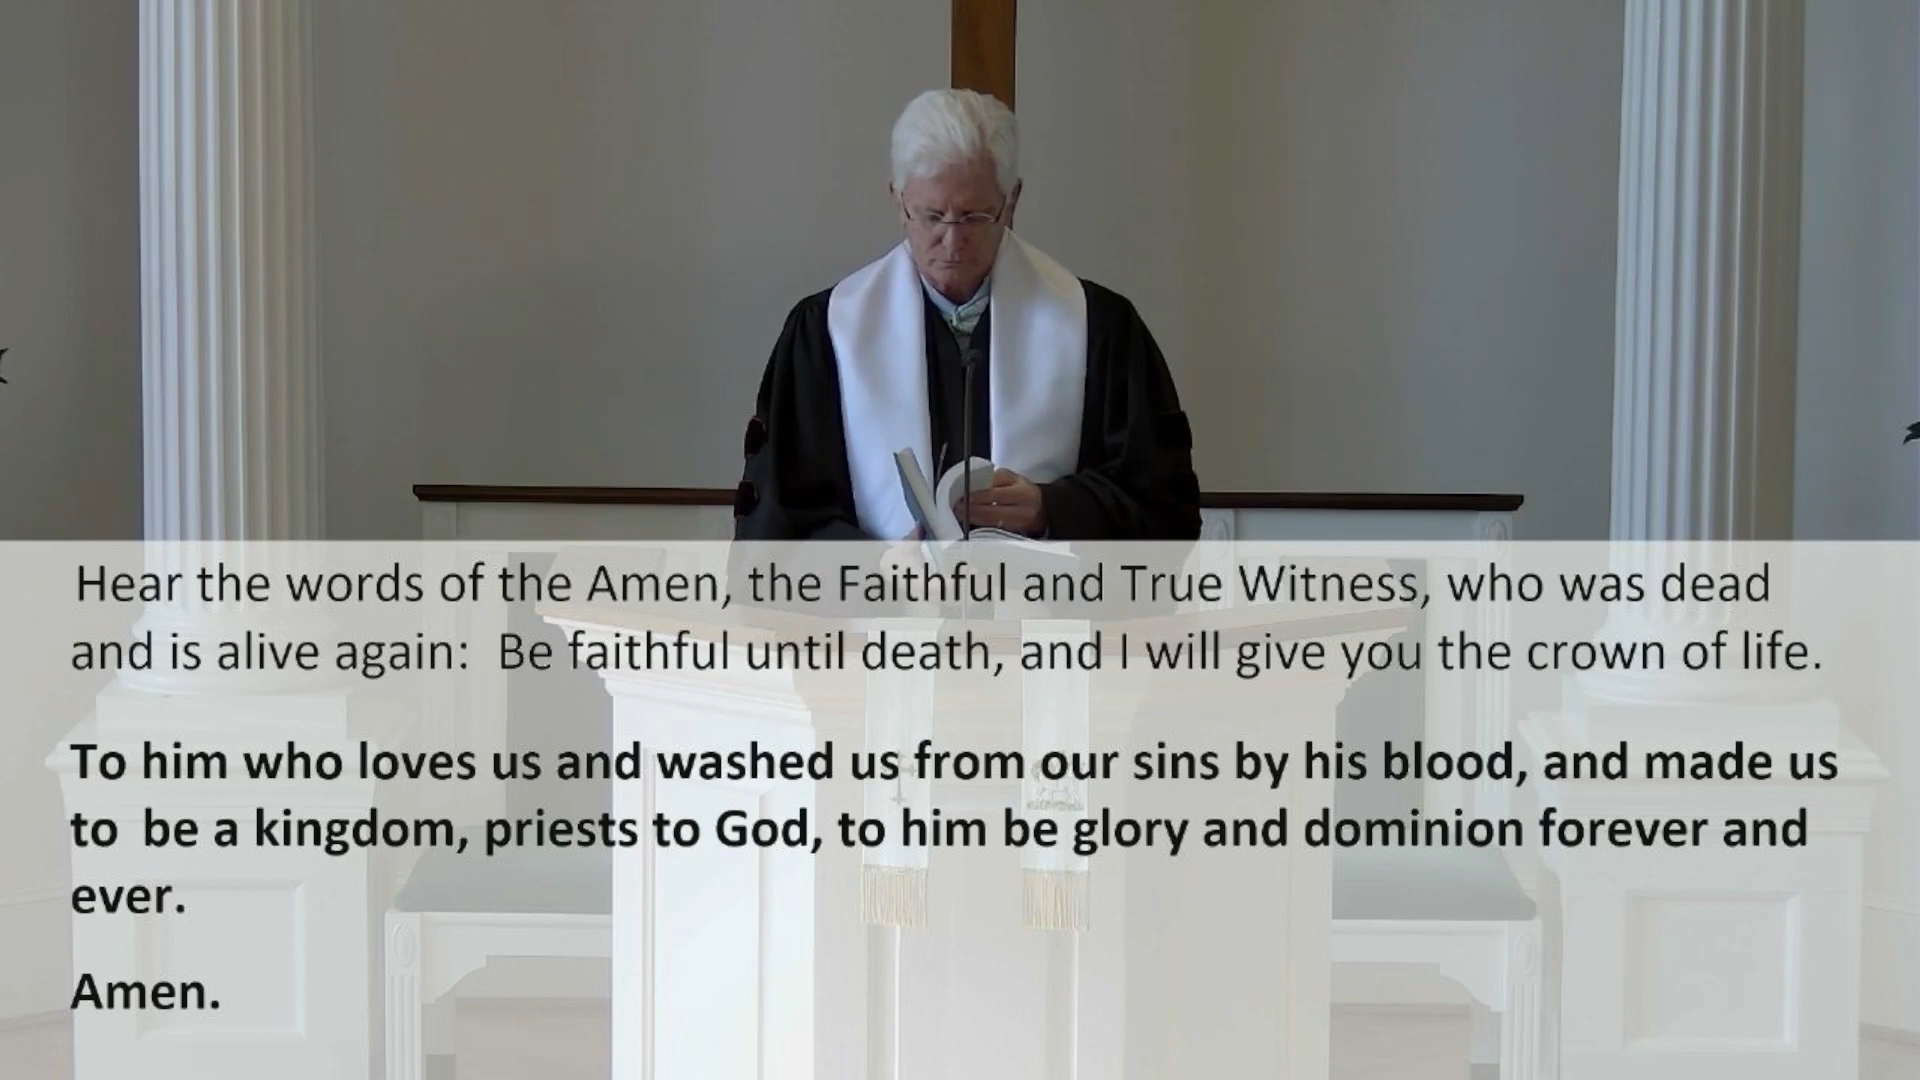 Hear the words of the Amen, the Faithful and True Witness, who was dead
and is alive again:  Be faithful until death, and I will give you the crown of life.
To him who loves us and washed us from our sins by his blood, and made us
to  be a kingdom, priests to God, to him be glory and dominion forever and
ever.
Amen.